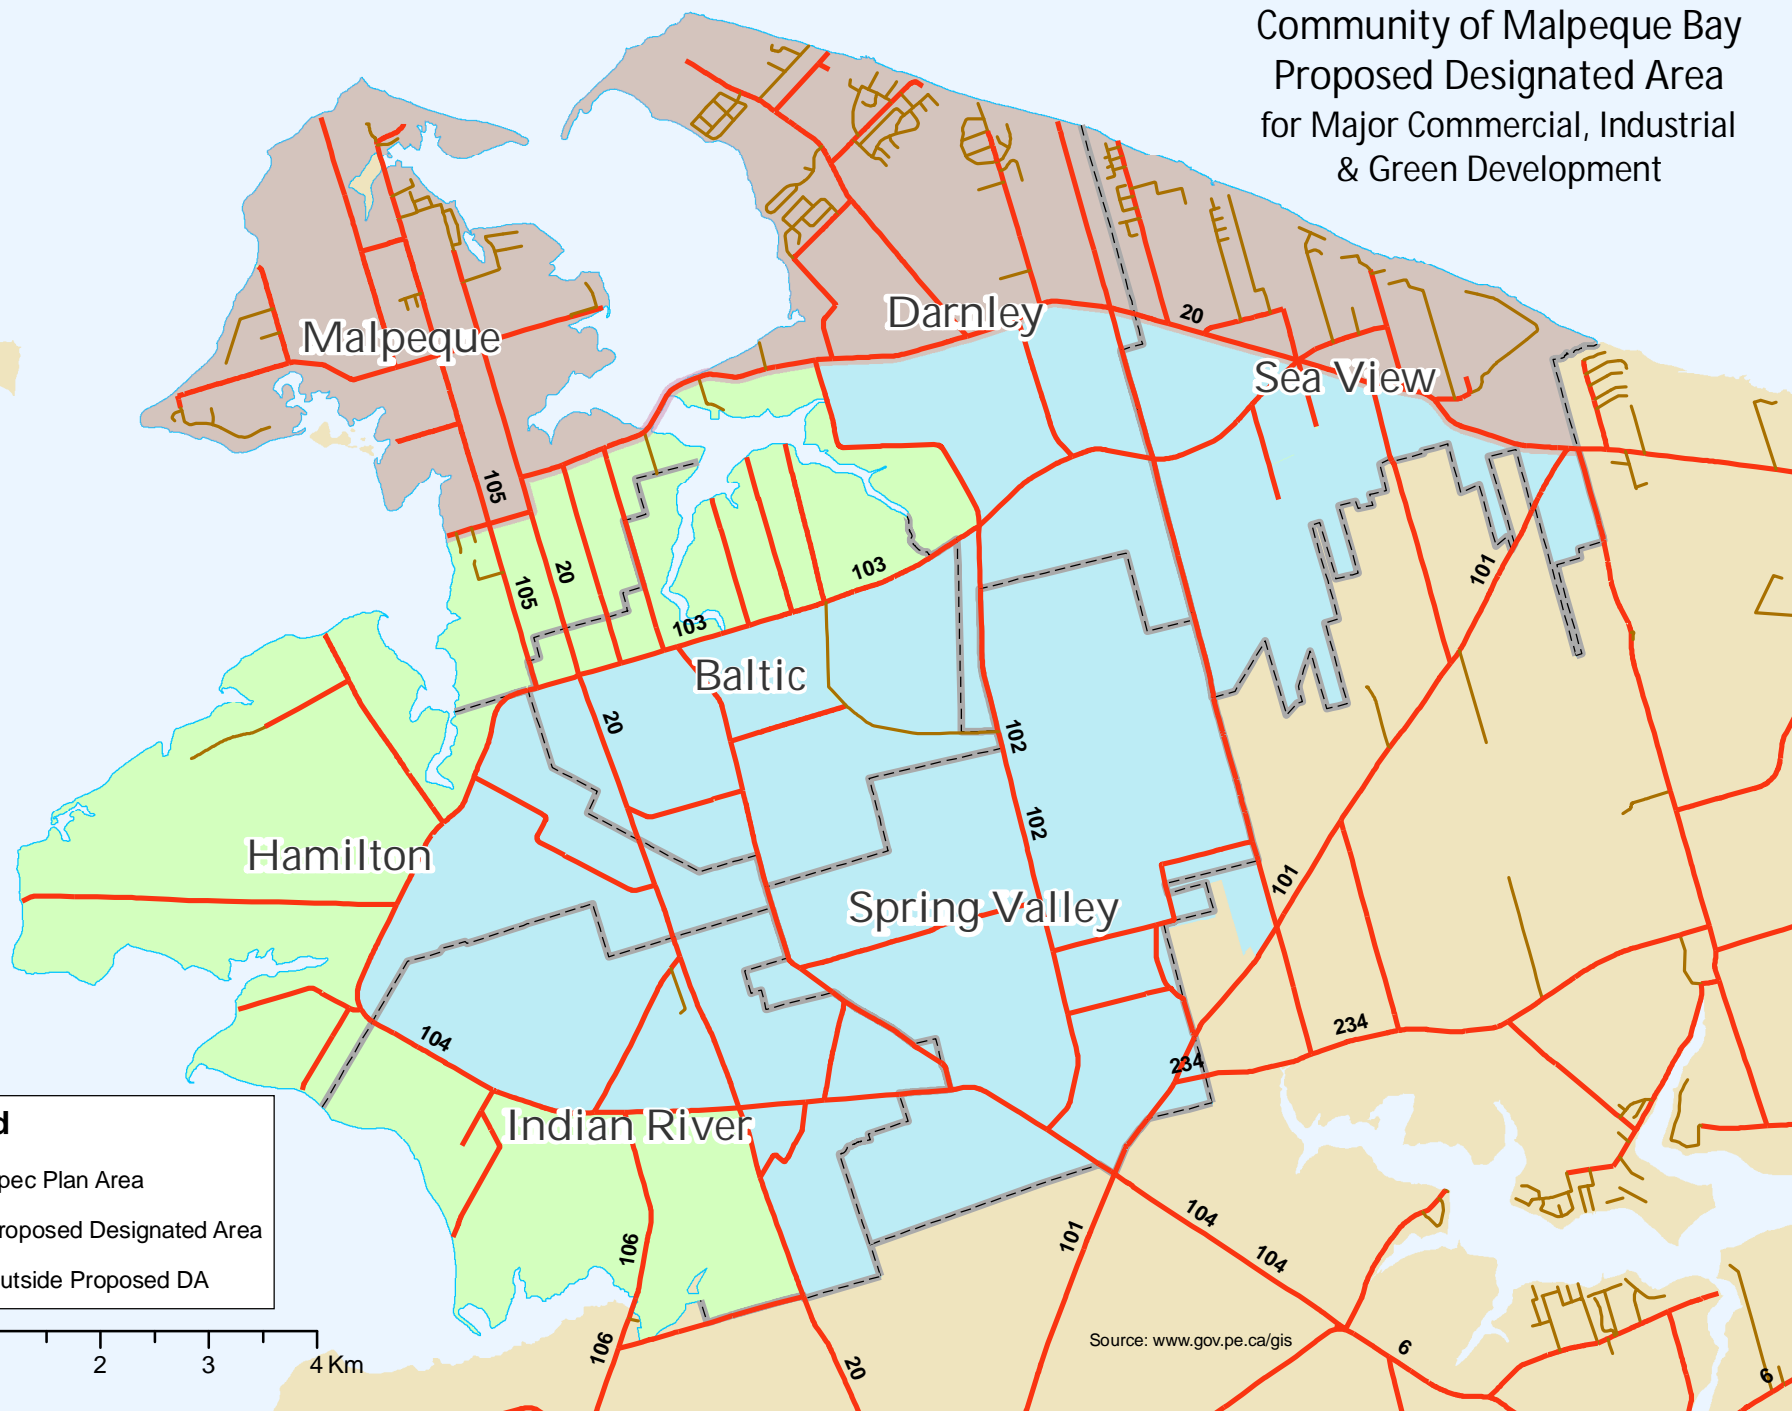 Community of Malpeque Bay
Proposed Designated Area
for Major Commercial, Industrial
& Green Development
Malpeque
Darnley
20
Sea View
105
105
20
103
103
101
Baltic
20
102
102
Hamilton
Spring Valley
101
104
234
234
Indian River
106
104
101
104
106
20
6
6
d
pec Plan Area
roposed Designated Area
utside Proposed DA
2 3 4 Km
Source: www.gov.pe.ca/gis